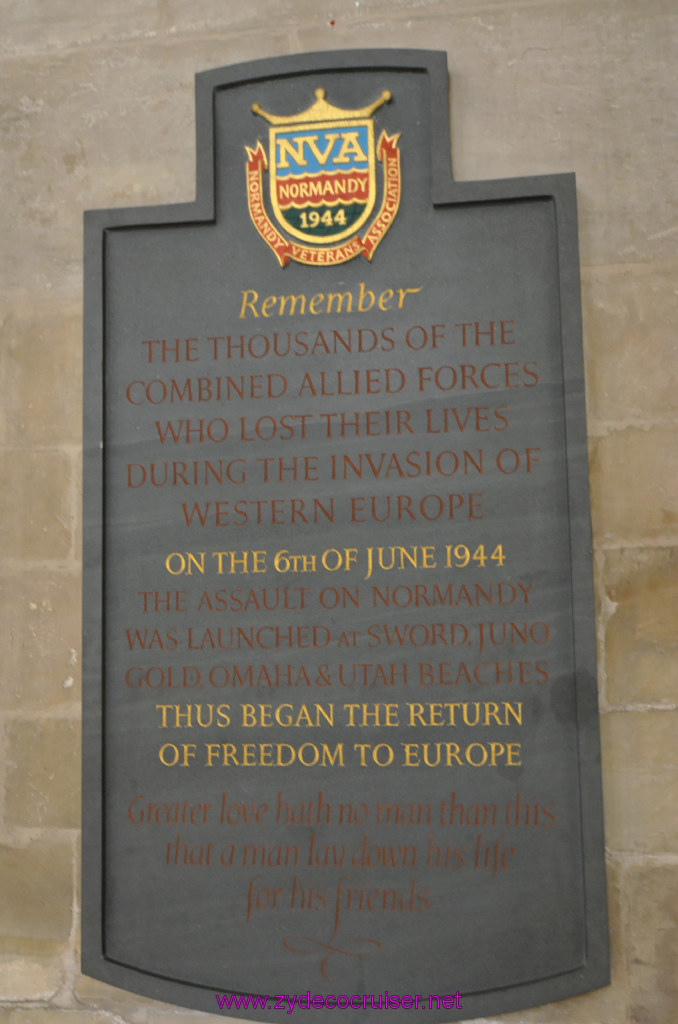 NVA
NORMANDY
1944
NORMANDY VETERANS ASSOCIATION
Remember
THE THOUSANDS OF THE
COMBINED ALLIED FORCES
WHO LOST THEIR LIVES
DURING THE INVASION OF
WESTERN EUROPE
ON THE 6TH OF JUNE 1944
THE ASSAULT ON NORMANDY
WAS LAUNCHED AT SWORD, JUNO
GOLD, OMAHA & UTAH BEACHES
THUS BEGAN THE RETURN
OF FREEDOM TO EUROPE
Greater love hath no man than this
that a man lay down his life
for his friends
www.zydecocruiser.net